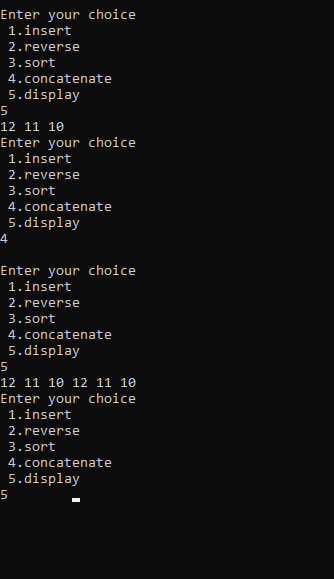 Enter your choice
 1.insert
 2.reverse
 3.sort
 4.concatenate
 5.display
5
12 11 10
Enter your choice
 1.insert
 2.reverse
 3.sort
 4.concatenate
 5.display
4

Enter your choice
 1.insert
 2.reverse
 3.sort
 4.concatenate
 5.display
5
12 11 10 12 11 10
Enter your choice
 1.insert
 2.reverse
 3.sort
 4.concatenate
 5.display
5